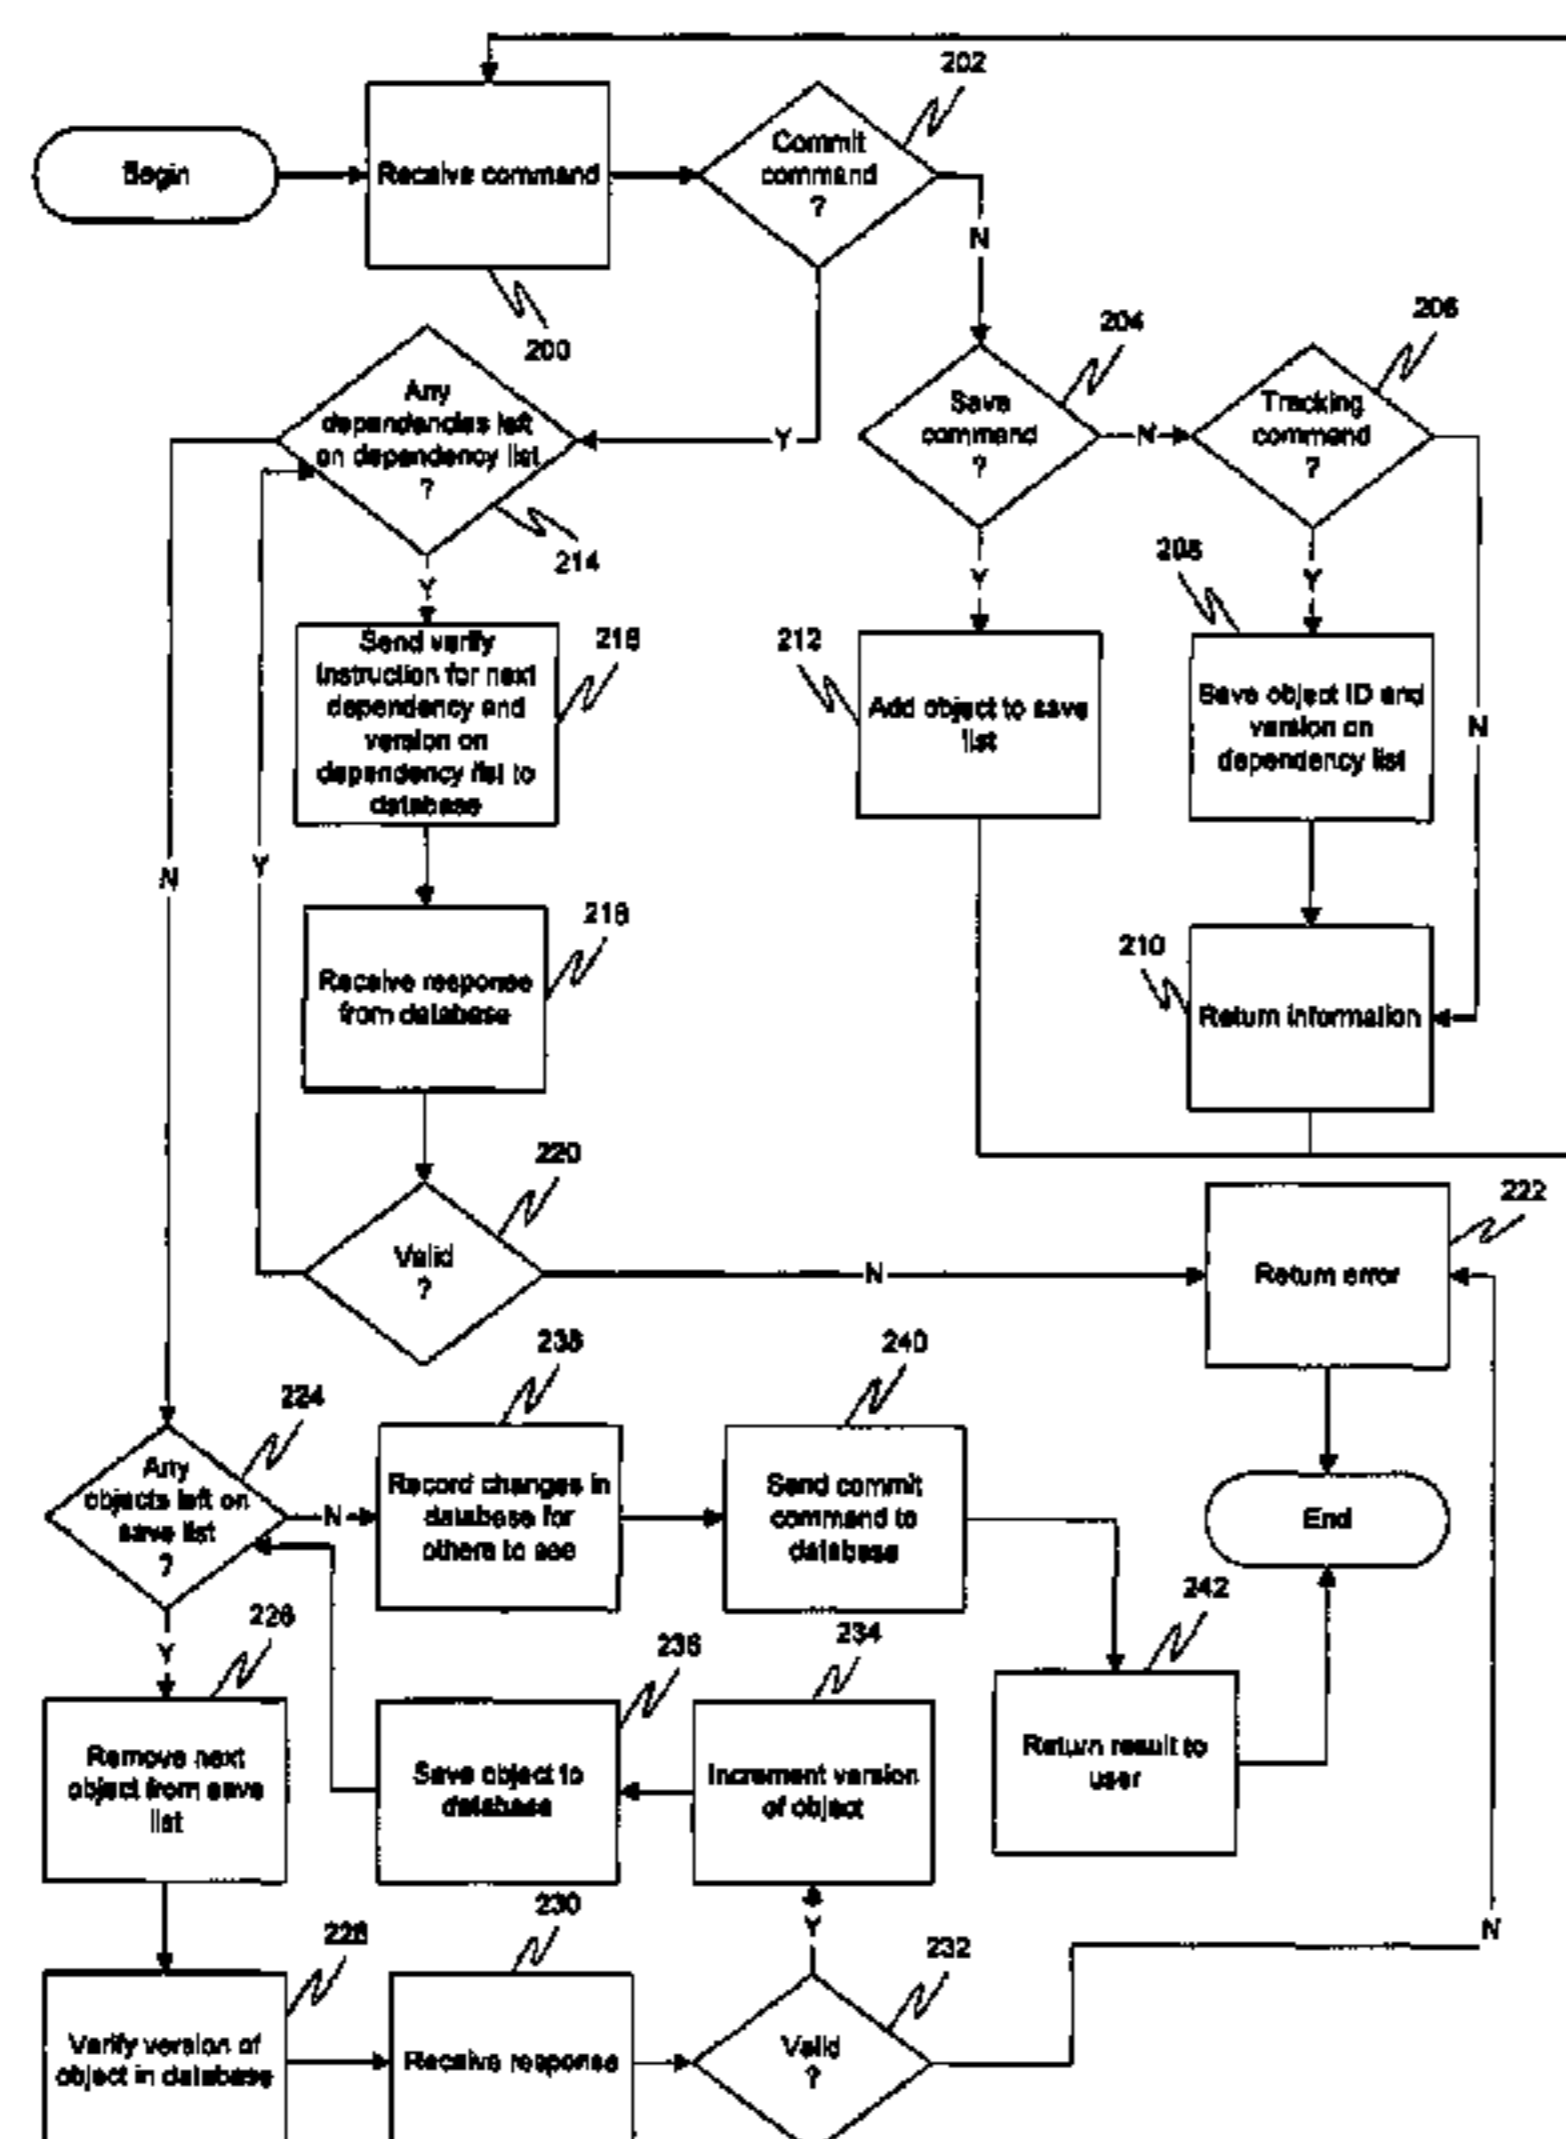 202
Begin
Receive command
Commit
command
?
N
200
Any
dependencies left
on dependency list
?
Y
204
206
Save
command
?
N
Tracking
command
?
214
Y
Y
208
Y
Send verify
instruction for next
dependency and
version on
dependency list to
database
216
212
Add object to save
list
Save object ID and
version on
dependency list
N
N
Y
218
Receive response
from database
210
Return information
220
Valid
?
N
222
Return error
238
240
224
Any
objects left on
save list
?
N
Record changes in
database for
others to see
Send commit
command to
database
End
242
226
Y
236
234
Remove next
object from save
list
Save object to
database
Increment version
of object
Return result to
user
228
230
Y
232
N
Verify version of
object in database
Receive response
Valid
?